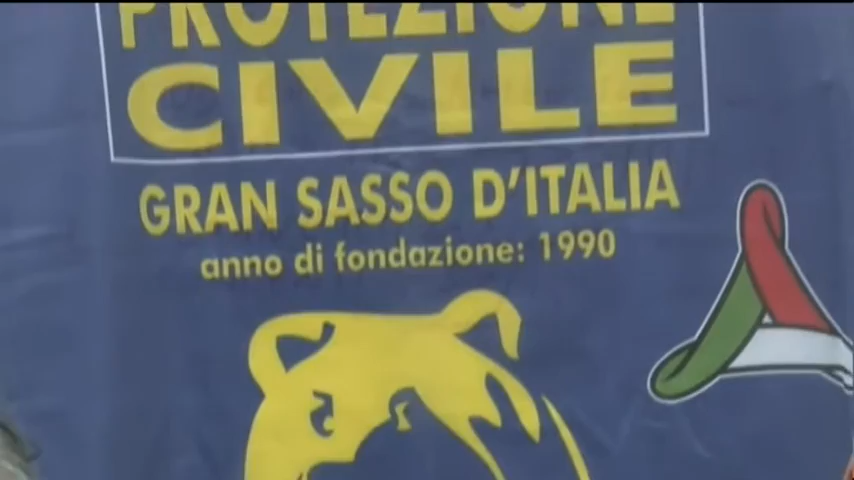 PROTEZIONE
CIVILE
GRAN SASSO D'ITALIA
anno di fondazione: 1990